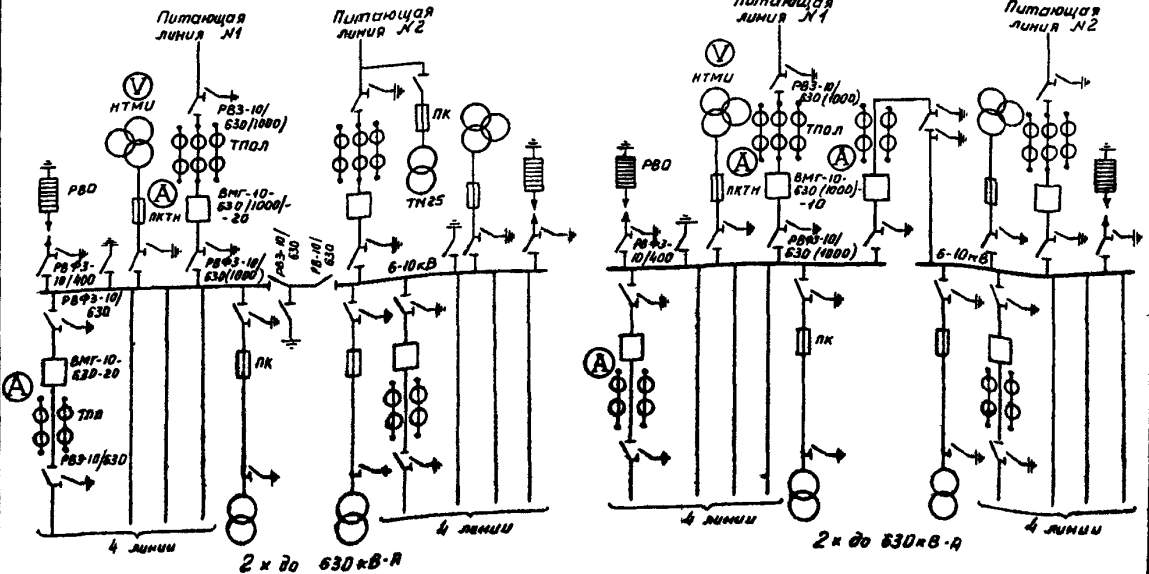 Питающая
линия N1
Питающая
линия N2
V
НТМИ
РВЗ-10/
630/1000/
ТПОЛ
A
ПКТН
ВМГ-10-
630/1000/-
-20
РВО
РВФЗ-
10/400
РВФЗ-10/
630(1000)
РВЗ-10/
630
РВ-10/
630
ПК
ТМ25
6-10кВ
РВФЗ-10/
630
ВМГ-10-
630-20
A
ТПЛ
РВЗ-10/630
ПК
4 линии
4 линии
2 х до 630 кВ·А
Питающая
линия N1
Питающая
линия N2
V
НТМИ
РВЗ-10/
630(1000)
ТПОЛ
A
A
ПКТН
ВМГ-10-
630(1000)-
-10
РВО
РВФЗ-
10/400
РВФЗ-10/
630 (1000)
6-10кВ
A
ПК
4 линии
4 линии
2 х до 630 кВ·А